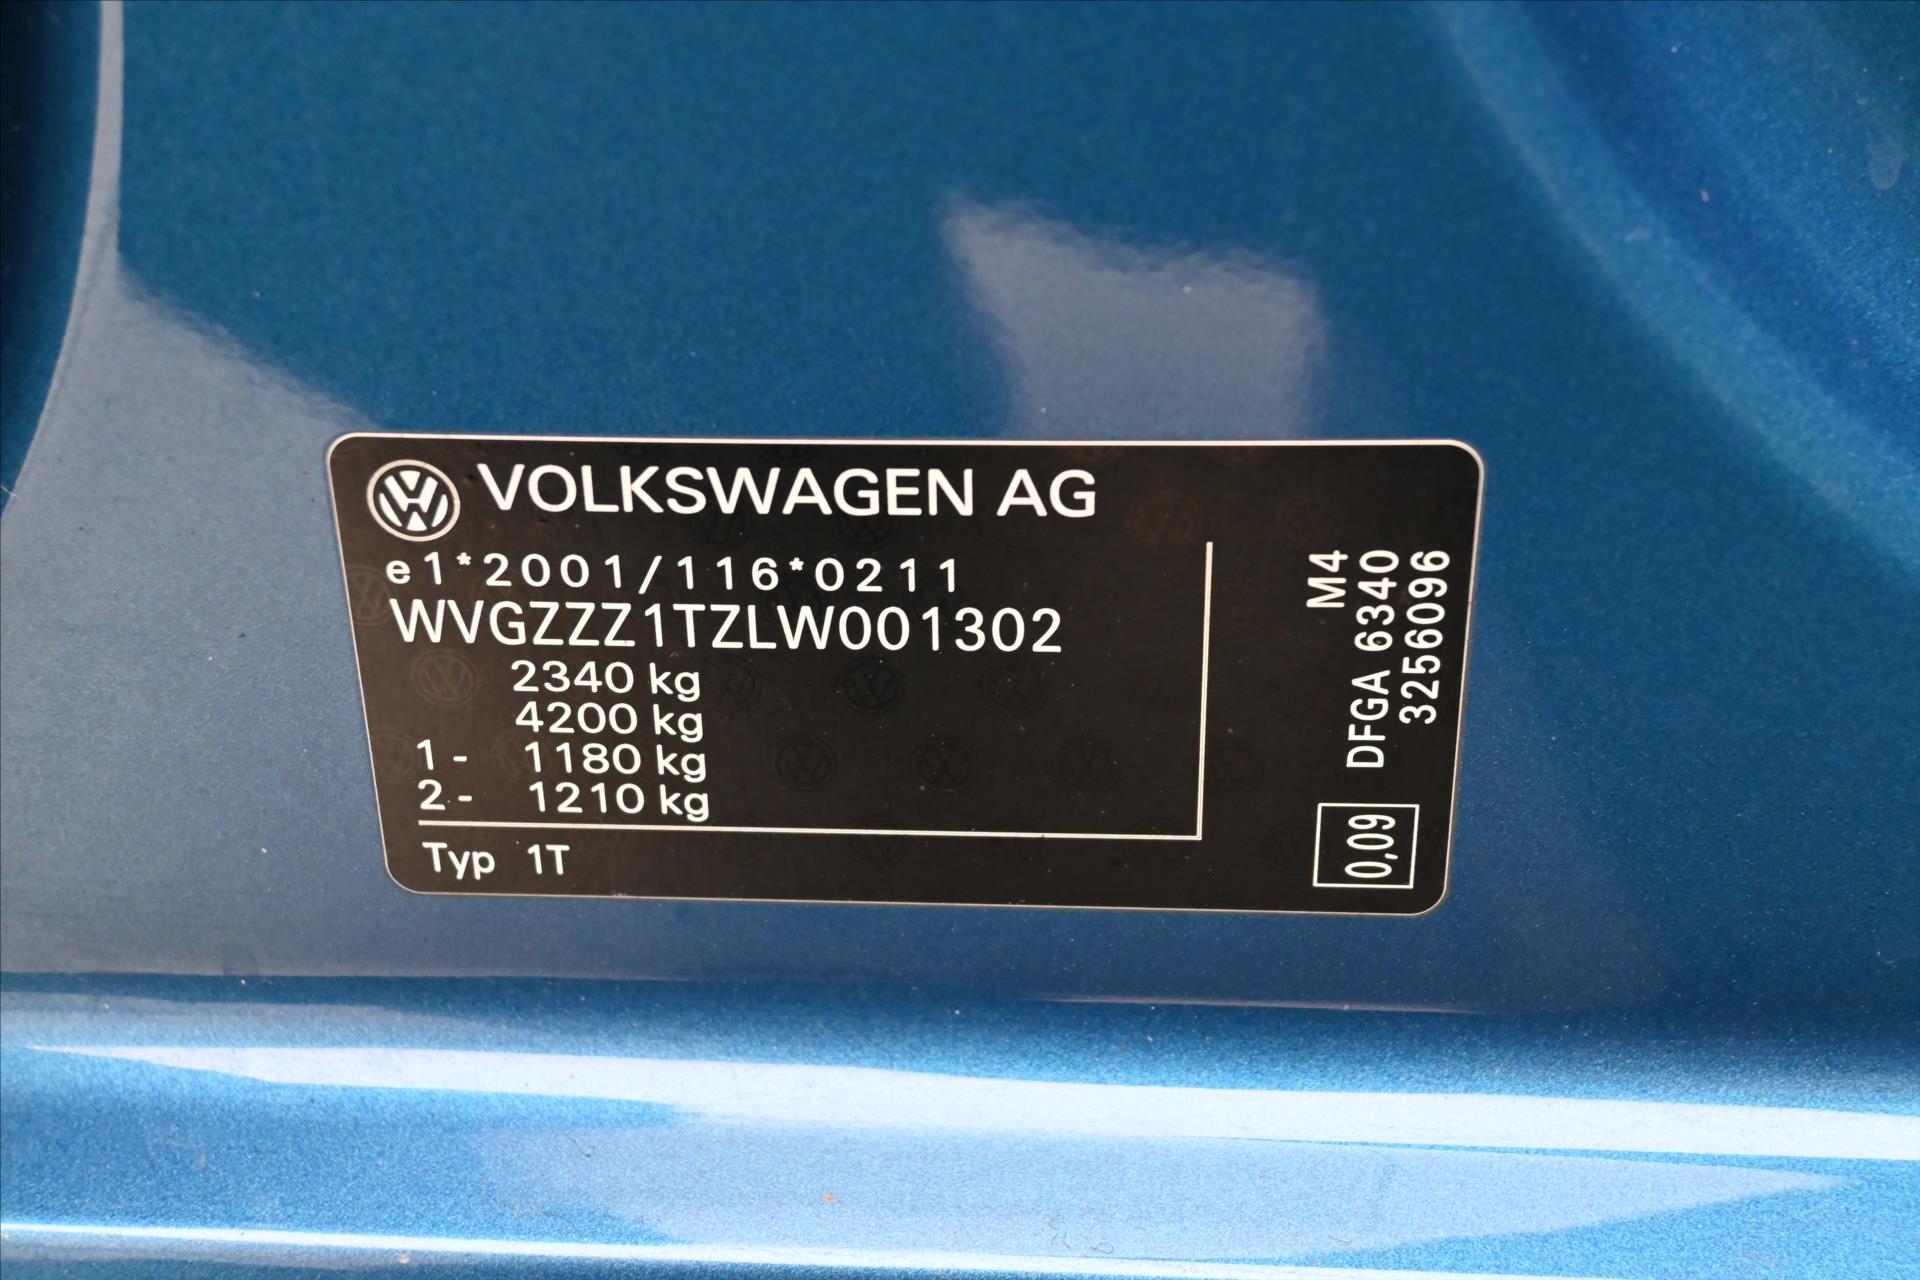 VOLKSWAGEN AG
e1*2001/116*0211
WVGZZZ1TZLW001302
2340 kg
4200 kg
1 - 1180 kg
2 - 1210 kg
Typ 1T
M4
DFGA 6340
3256096
0,09